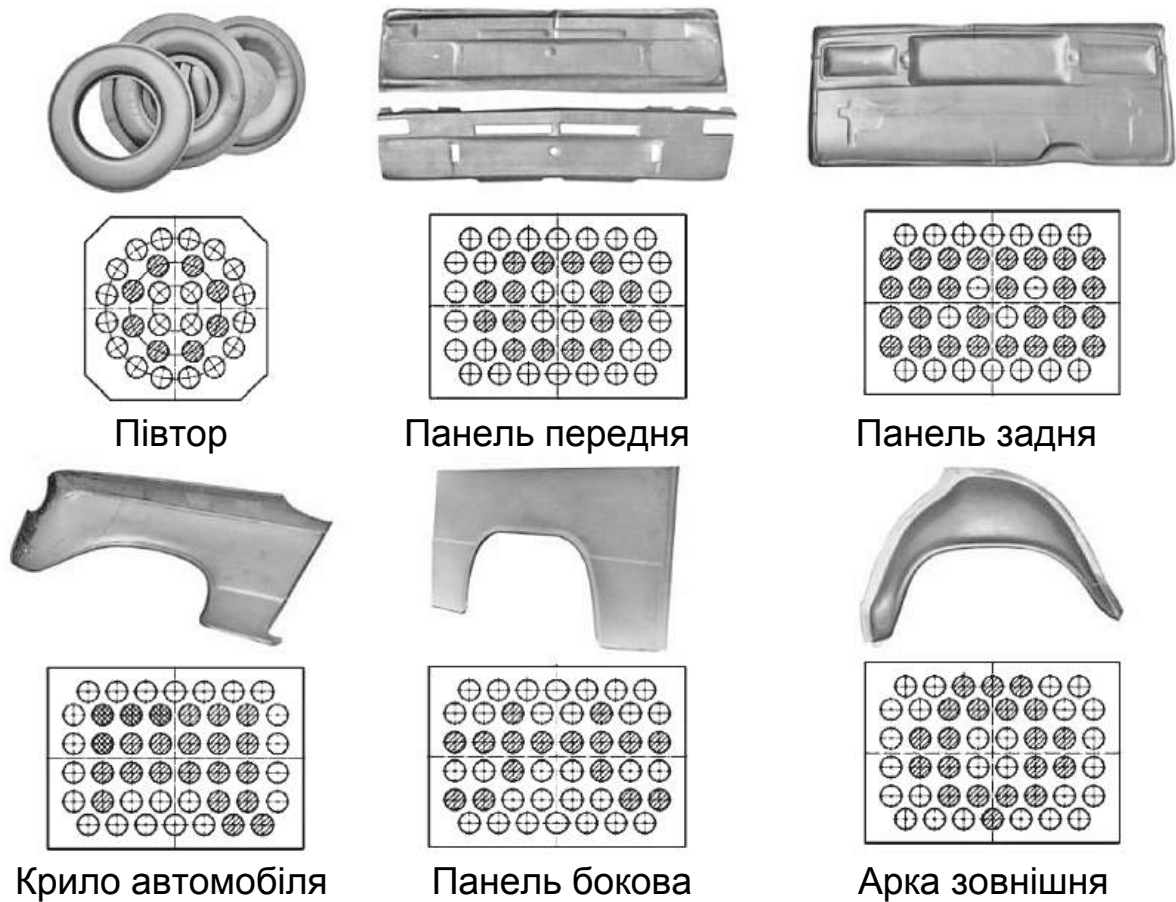 Півтор
Панель передня
Панель задня
Крило автомобіля
Панель бокова
Арка зовнішня